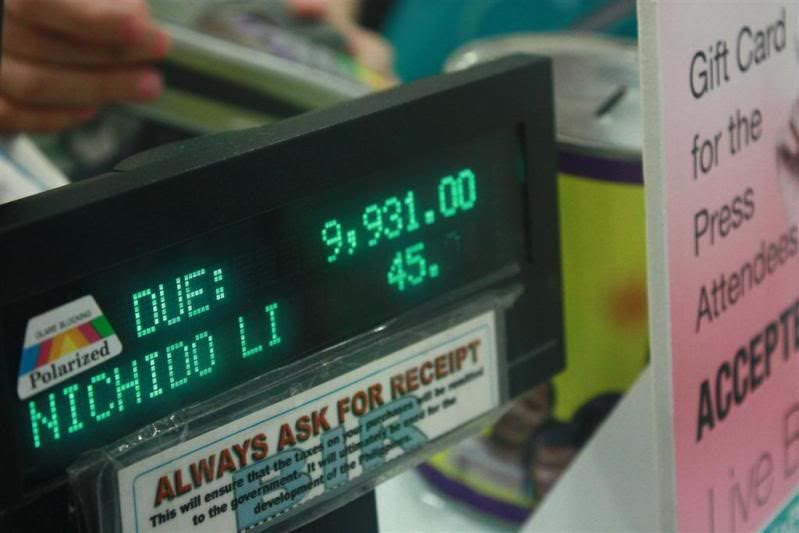 DUE: 9,931.00
NICHIDO LI 45.
GLARE BLOCKING
Polarized
ALWAYS ASK FOR RECEIPT
This will ensure that the taxes on your purchases will be remitted
to the government. It will ultimately be used for the
development of the Philippines.
BIR
Gift Card
for the
Press
Attendees
ACCEPTE
Live B